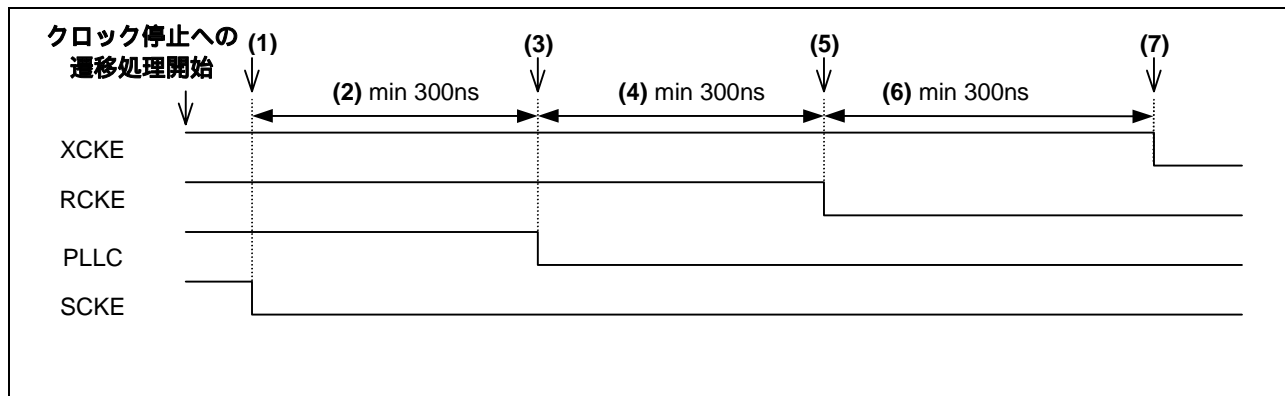 クロック停止への
遷移処理開始
(1)
(3)
(5)
(7)
(2) min 300ns
(4) min 300ns
(6) min 300ns
XCKE
RCKE
PLLC
SCKE